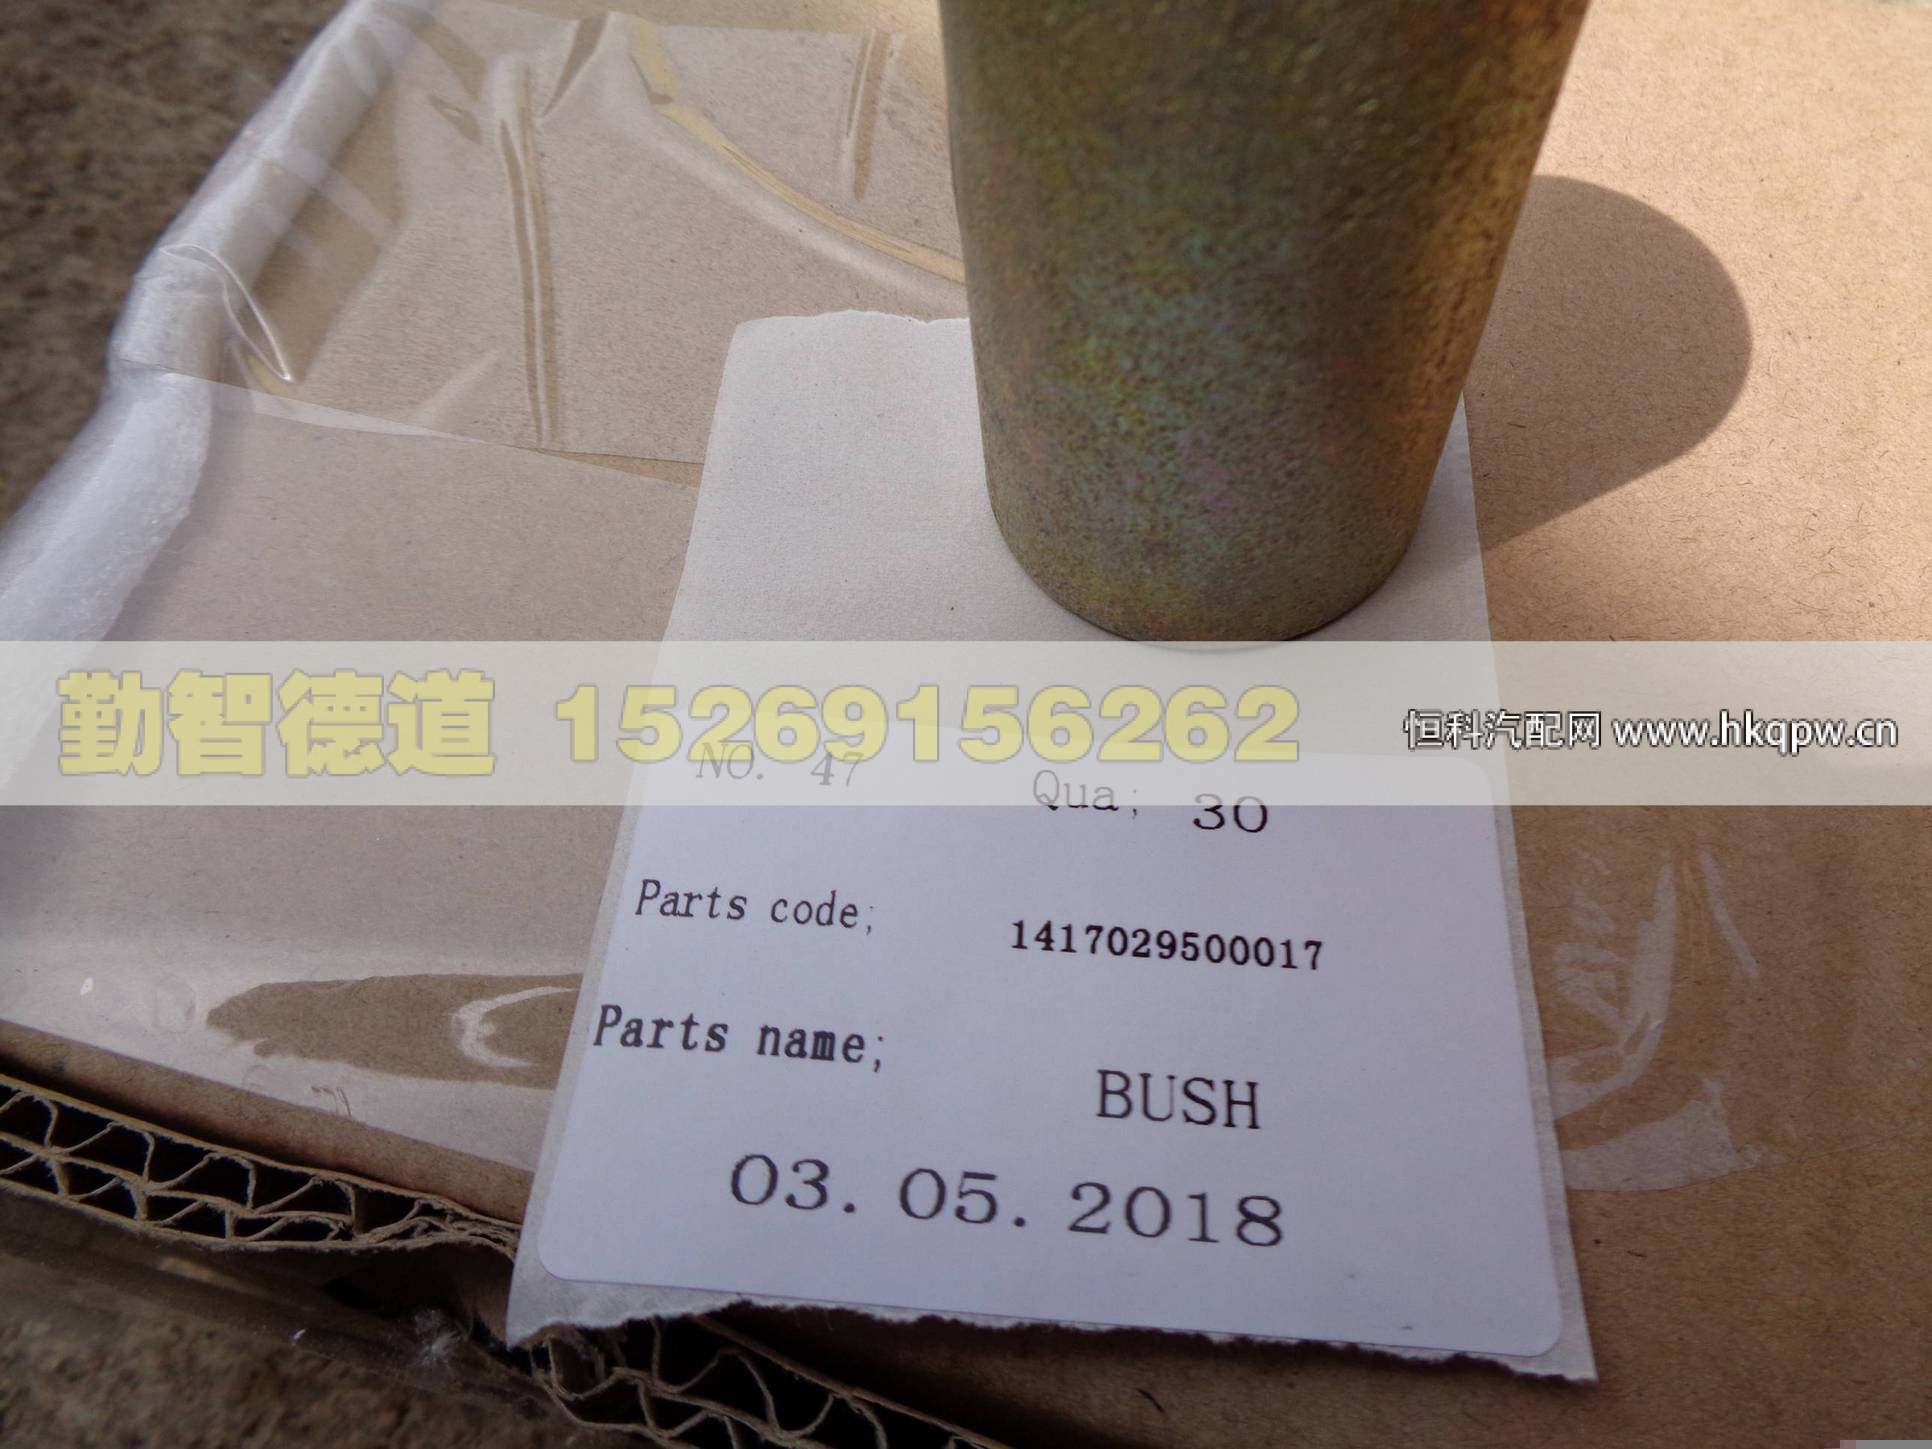 勤智德道 15269156262
恒科汽配网 www.hkqpw.cn
NO. 47 Qua; 30
Parts code; 1417029500017
Parts name; BUSH
03. 05. 2018